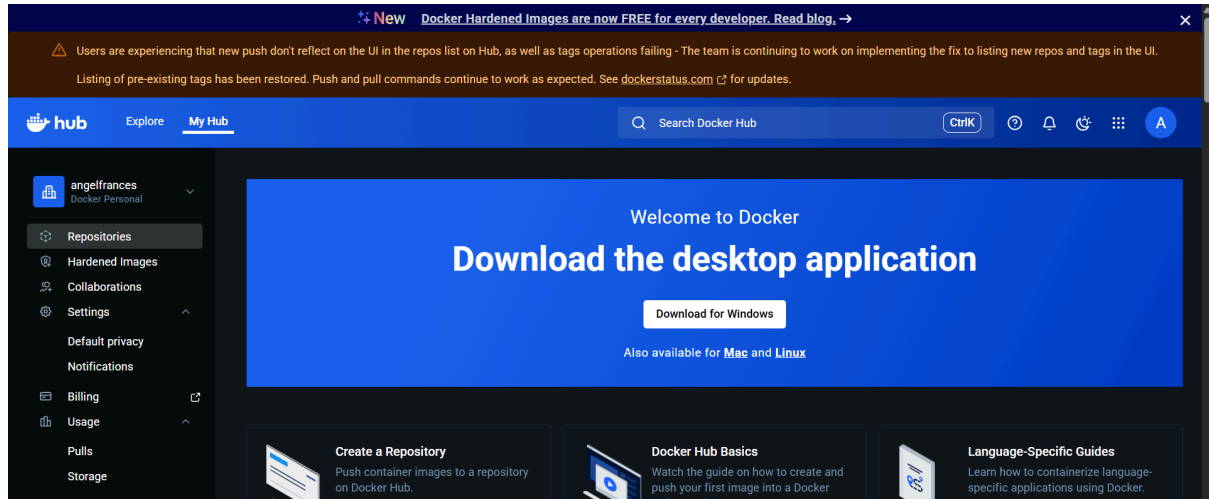 New Docker Hardened Images are now FREE for every developer. Read blog. →
Users are experiencing that new push don't reflect on the UI in the repos list on Hub, as well as tags operations failing - The team is continuing to work on implementing the fix to listing new repos and tags in the UI.
Listing of pre-existing tags has been restored. Push and pull commands continue to work as expected. See dockerstatus.com for updates.
hub Explore My Hub Search Docker Hub CtrlK A
angelfrances
Docker Personal
Repositories
Hardened Images
Collaborations
Settings
Default privacy
Notifications
Billing
Usage
Pulls
Storage
Welcome to Docker
Download the desktop application
Download for Windows
Also available for Mac and Linux
Create a Repository
Push container images to a repository
on Docker Hub.
Docker Hub Basics
Watch the guide on how to create and
push your first image into a Docker
Language-Specific Guides
Learn how to containerize language-
specific applications using Docker.